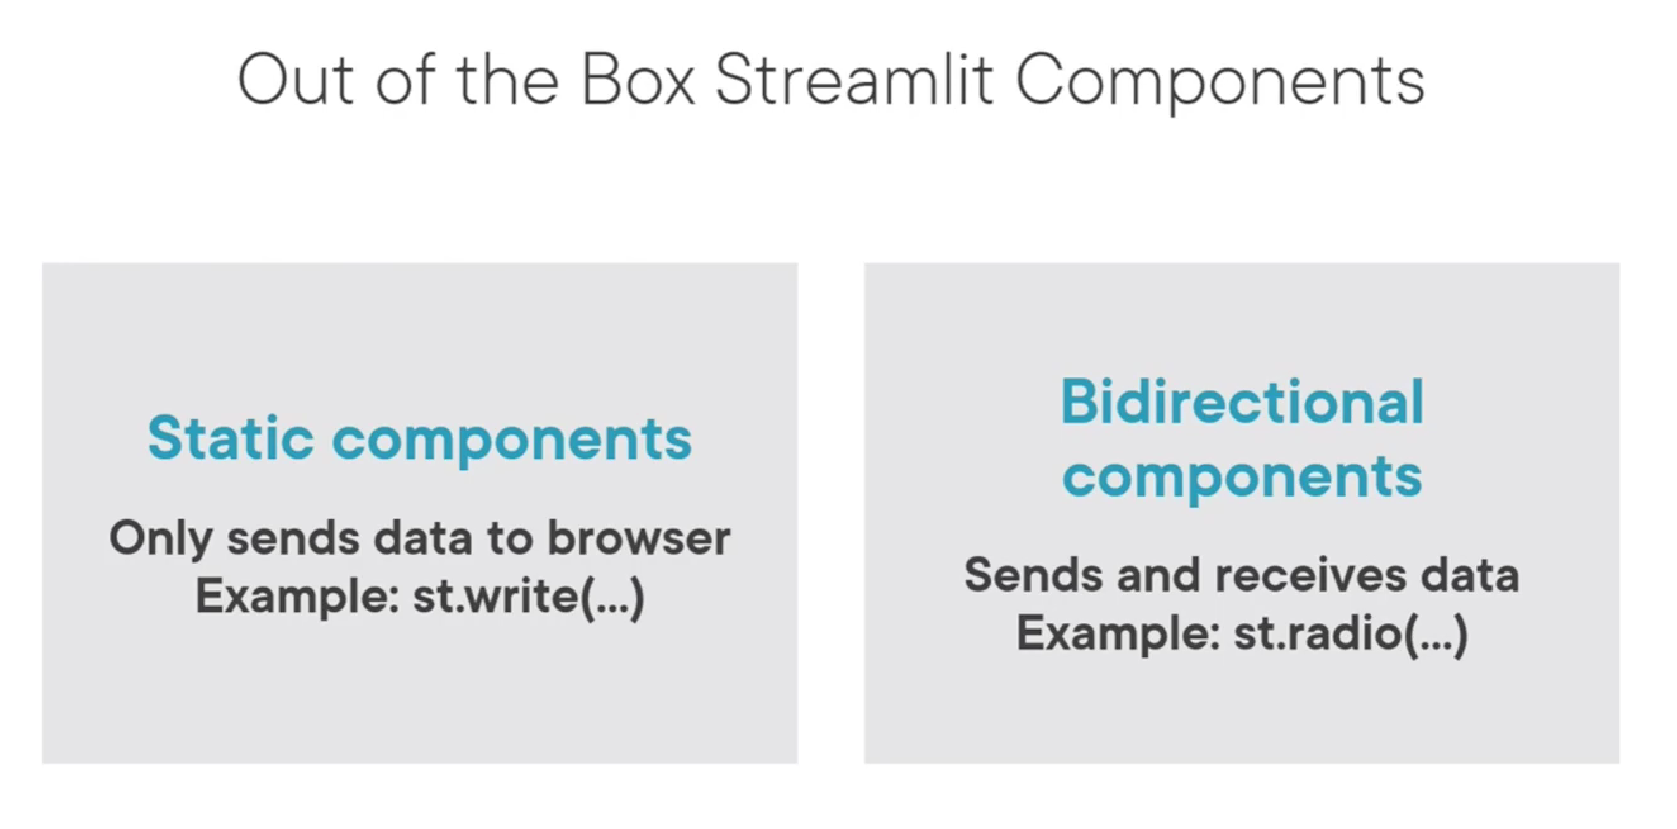 Out of the Box Streamlit Components
Static components
Only sends data to browser
Example: st.write(...)
Bidirectional
components
Sends and receives data
Example: st.radio(...)